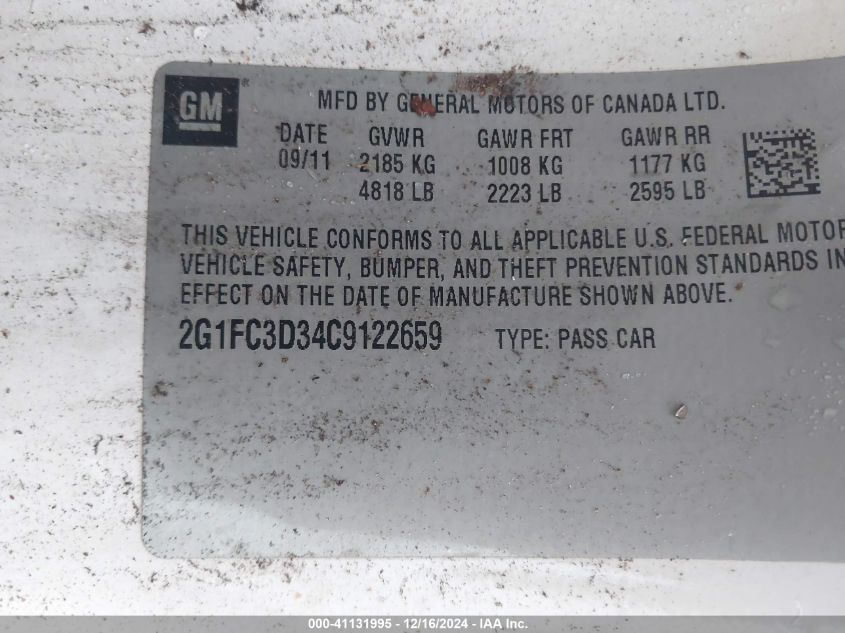 GM®
MFD BY GENERAL MOTORS OF CANADA LTD.
DATE GVWR GAWR FRT GAWR RR
09/11 2185 KG 1008 KG 1177 KG
4818 LB 2223 LB 2595 LB
THIS VEHICLE CONFORMS TO ALL APPLICABLE U.S. FEDERAL MOTOR
VEHICLE SAFETY, BUMPER, AND THEFT PREVENTION STANDARDS IN
EFFECT ON THE DATE OF MANUFACTURE SHOWN ABOVE.
2G1FC3D34C9122659 TYPE: PASS CAR
000-41131995 - 12/16/2024 - IAA Inc.